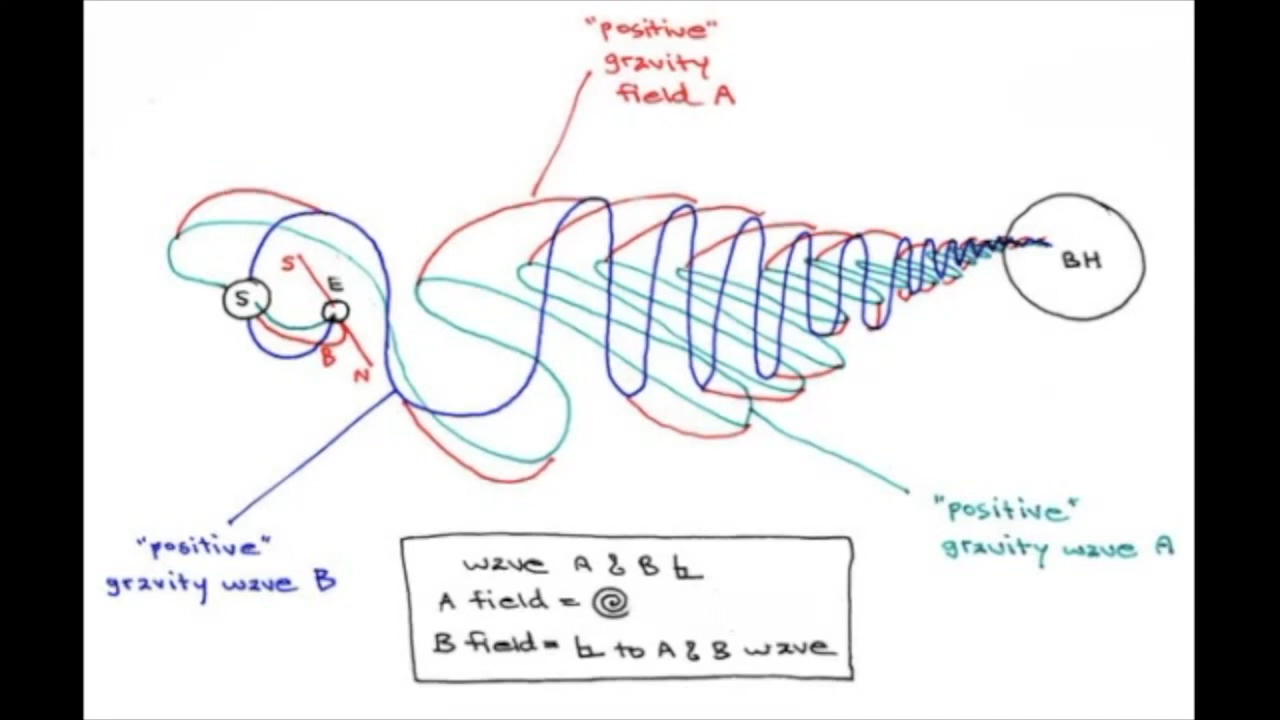 "positive"
gravity
field A
S
E
S
B
N
BH
"positive"
gravity wave A
"positive"
gravity wave B
wave A & B ⊾
A field =
B field = ⊾ to A & B wave